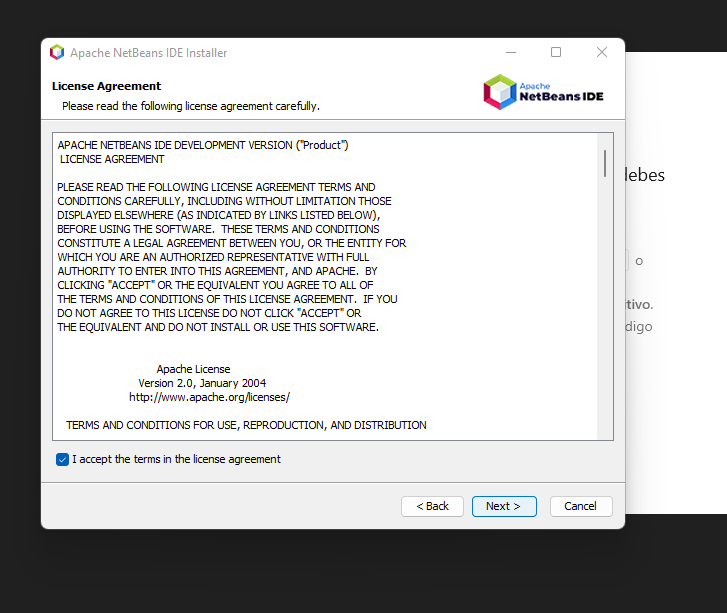 Apache NetBeans IDE Installer
License Agreement
Please read the following license agreement carefully.
Apache
NetBeans IDE
APACHE NETBEANS IDE DEVELOPMENT VERSION ("Product")
LICENSE AGREEMENT
PLEASE READ THE FOLLOWING LICENSE AGREEMENT TERMS AND
CONDITIONS CAREFULLY, INCLUDING WITHOUT LIMITATION THOSE
DISPLAYED ELSEWHERE (AS INDICATED BY LINKS LISTED BELOW),
BEFORE USING THE SOFTWARE.  THESE TERMS AND CONDITIONS
CONSTITUTE A LEGAL AGREEMENT BETWEEN YOU, OR THE ENTITY FOR
WHICH YOU ARE AN AUTHORIZED REPRESENTATIVE WITH FULL
AUTHORITY TO ENTER INTO THIS AGREEMENT, AND APACHE.  BY
CLICKING "ACCEPT" OR THE EQUIVALENT YOU AGREE TO ALL OF
THE TERMS AND CONDITIONS OF THIS LICENSE AGREEMENT.  IF YOU
DO NOT AGREE TO THIS LICENSE DO NOT CLICK "ACCEPT" OR
THE EQUIVALENT AND DO NOT INSTALL OR USE THIS SOFTWARE.
Apache License
Version 2.0, January 2004
http://www.apache.org/licenses/
TERMS AND CONDITIONS FOR USE, REPRODUCTION, AND DISTRIBUTION
I accept the terms in the license agreement
< Back
Next >
Cancel
o